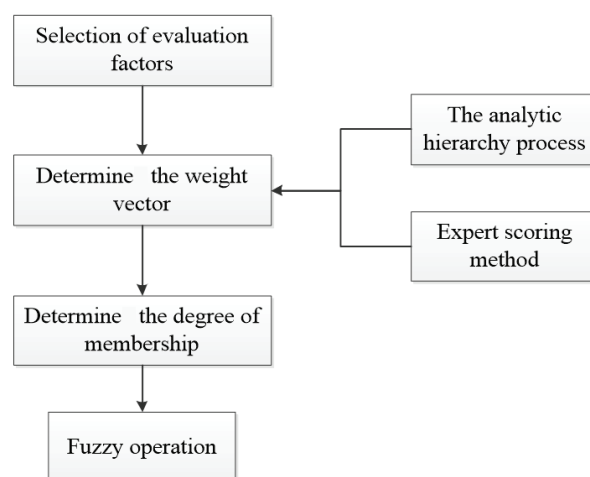 Selection of evaluation
factors
The analytic
hierarchy process
Determine the weight
vector
Expert scoring
method
Determine the degree of
membership
Fuzzy operation